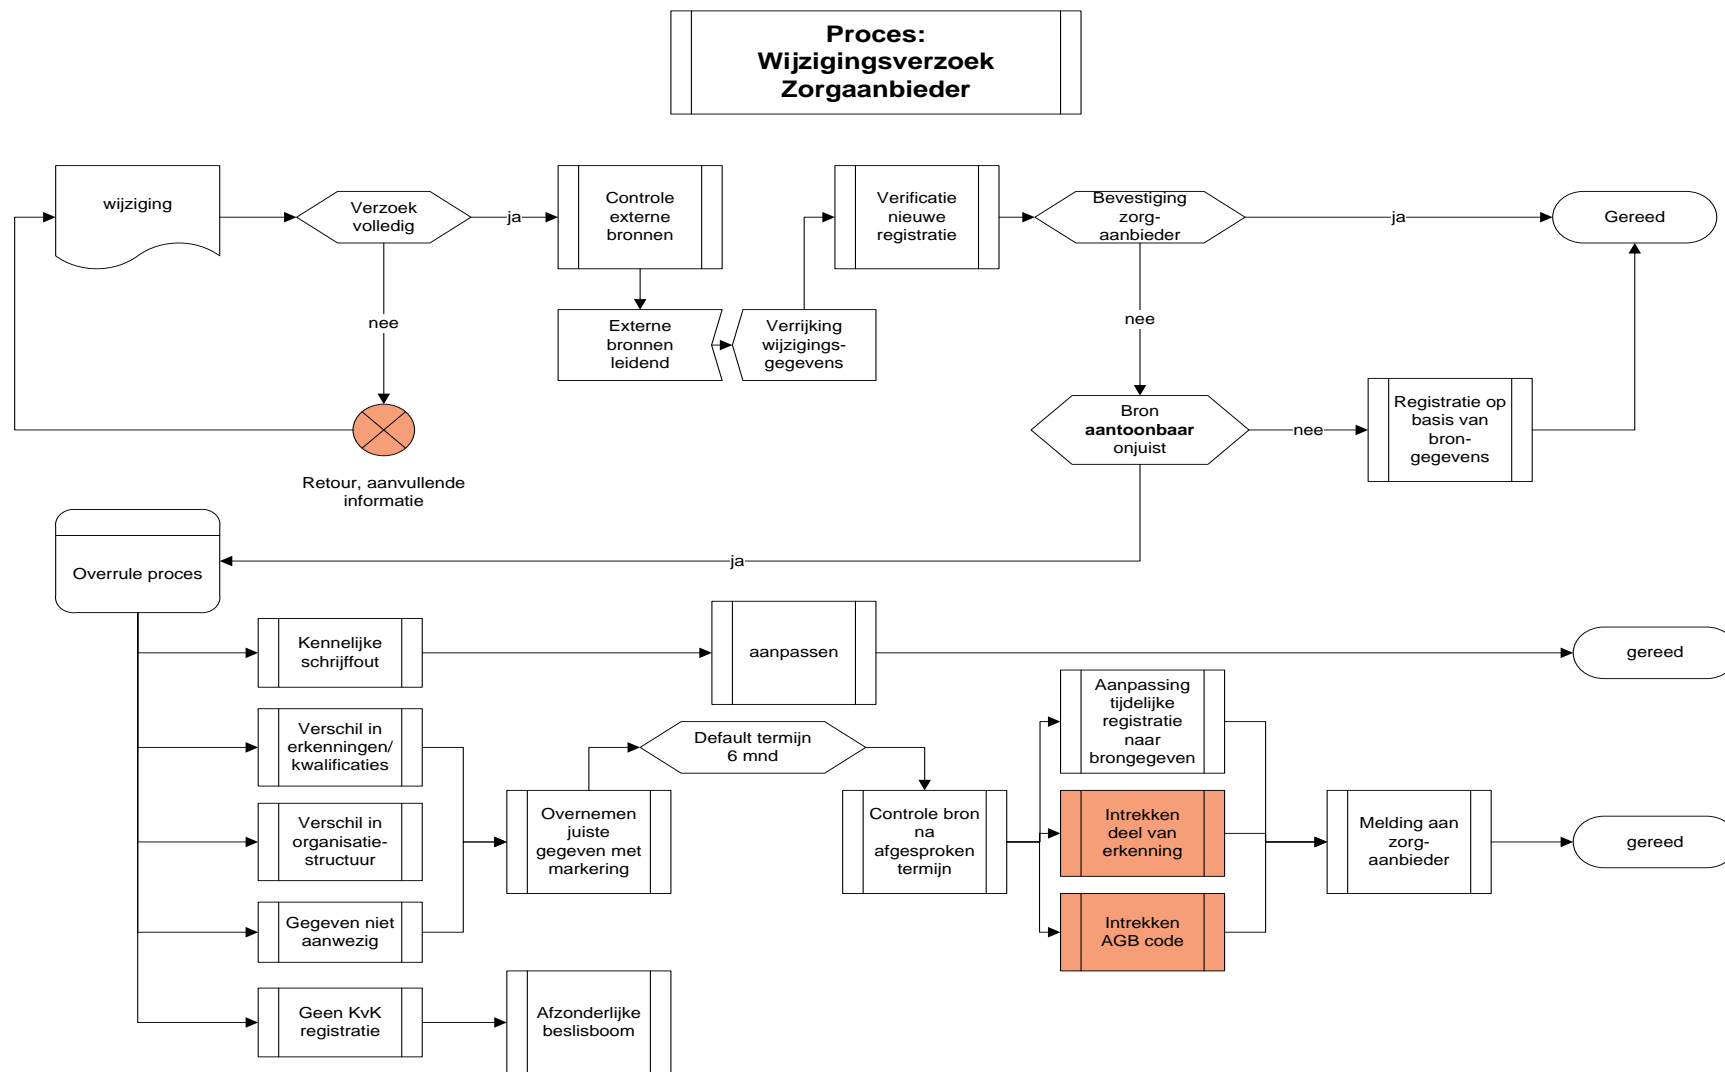 Proces:
Wijzigingsverzoek
Zorgaanbieder
wijziging
Verzoek
volledig
ja
Controle
externe
bronnen
Verificatie
nieuwe
registratie
Bevestiging
zorg-
aanbieder
ja
Gereed
nee
Externe
bronnen
leidend
Verrijking
wijzigings-
gegevens
nee
Retour, aanvullende
informatie
Bron
aantoonbaar
onjuist
nee
Registratie op
basis van
bron-
gegevens
ja
Overrule proces
Kennelijke
schrijffout
aanpassen
gereed
Verschil in
erkenningen/
kwalificaties
Default termijn
6 mnd
Aanpassing
tijdelijke
registratie
naar
brongegeven
Verschil in
organisatie-
structuur
Overnemen
juiste
gegeven met
markering
Controle bron
na
afgesproken
termijn
Intrekken
deel van
erkenning
Melding aan
zorg-
aanbieder
gereed
Gegeven niet
aanwezig
Intrekken
AGB code
Geen KvK
registratie
Afzonderlijke
beslisboom